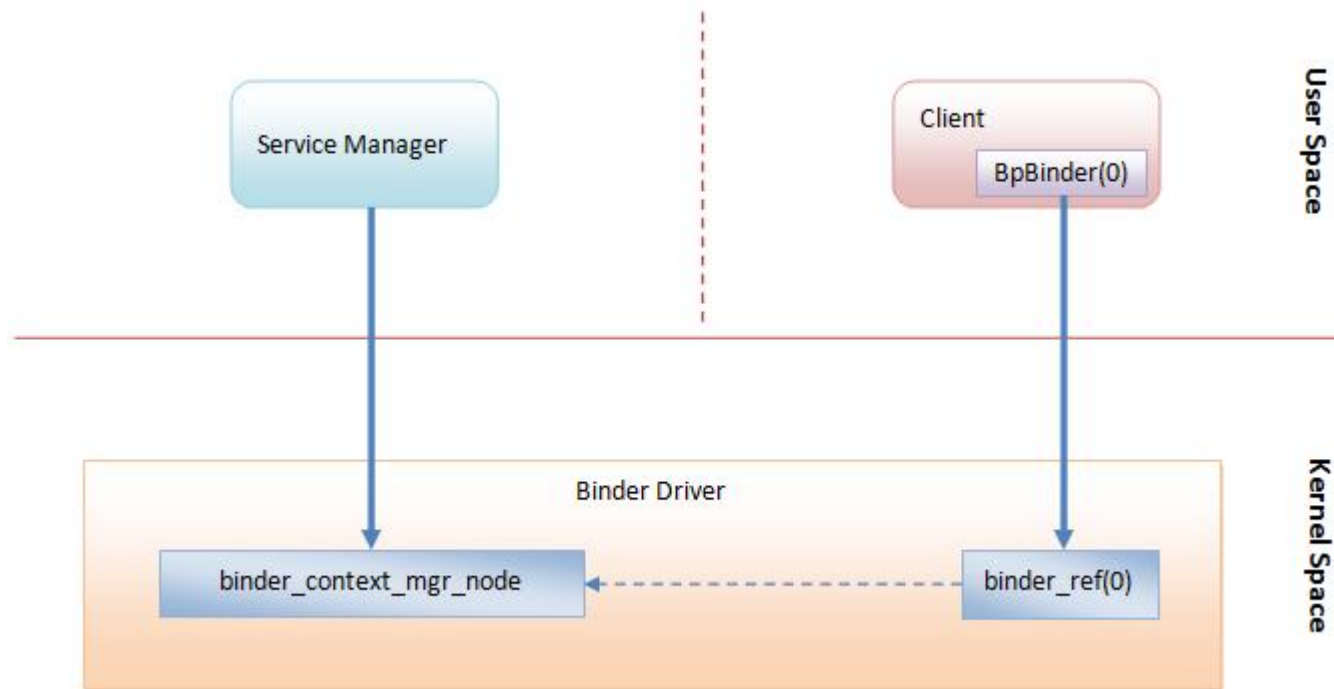 Service Manager
Client
BpBinder(0)
User Space
Binder Driver
binder_context_mgr_node
binder_ref(0)
Kernel Space